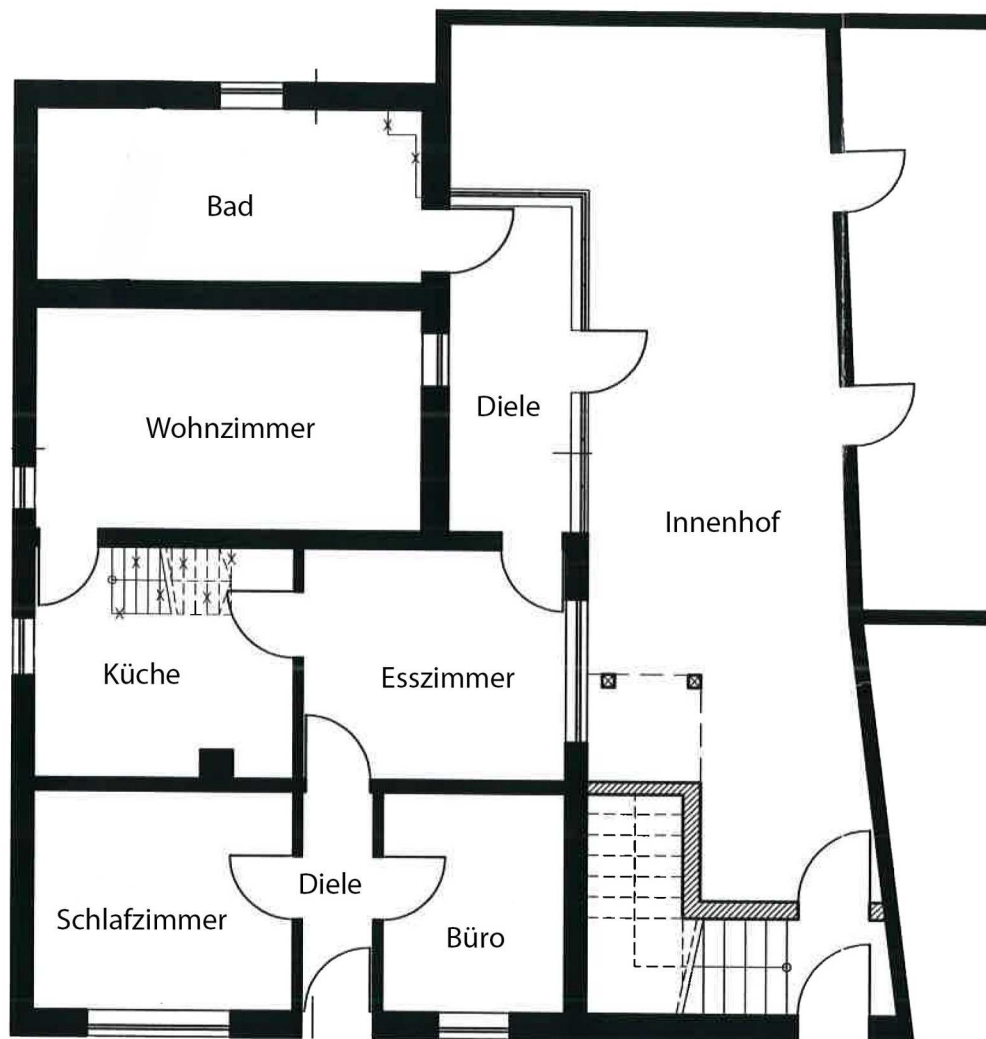 Bad
Wohnzimmer
Diele
Innenhof
Küche
Esszimmer
Diele
Schlafzimmer
Büro